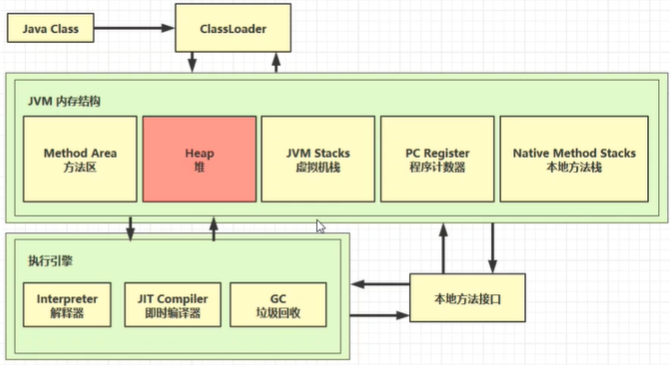 Java Class
ClassLoader
JVM 内存结构
Method Area
方法区
Heap
堆
JVM Stacks
虚拟机栈
PC Register
程序计数器
Native Method Stacks
本地方法栈
执行引擎
Interpreter
解释器
JIT Compiler
即时编译器
GC
垃圾回收
本地方法接口